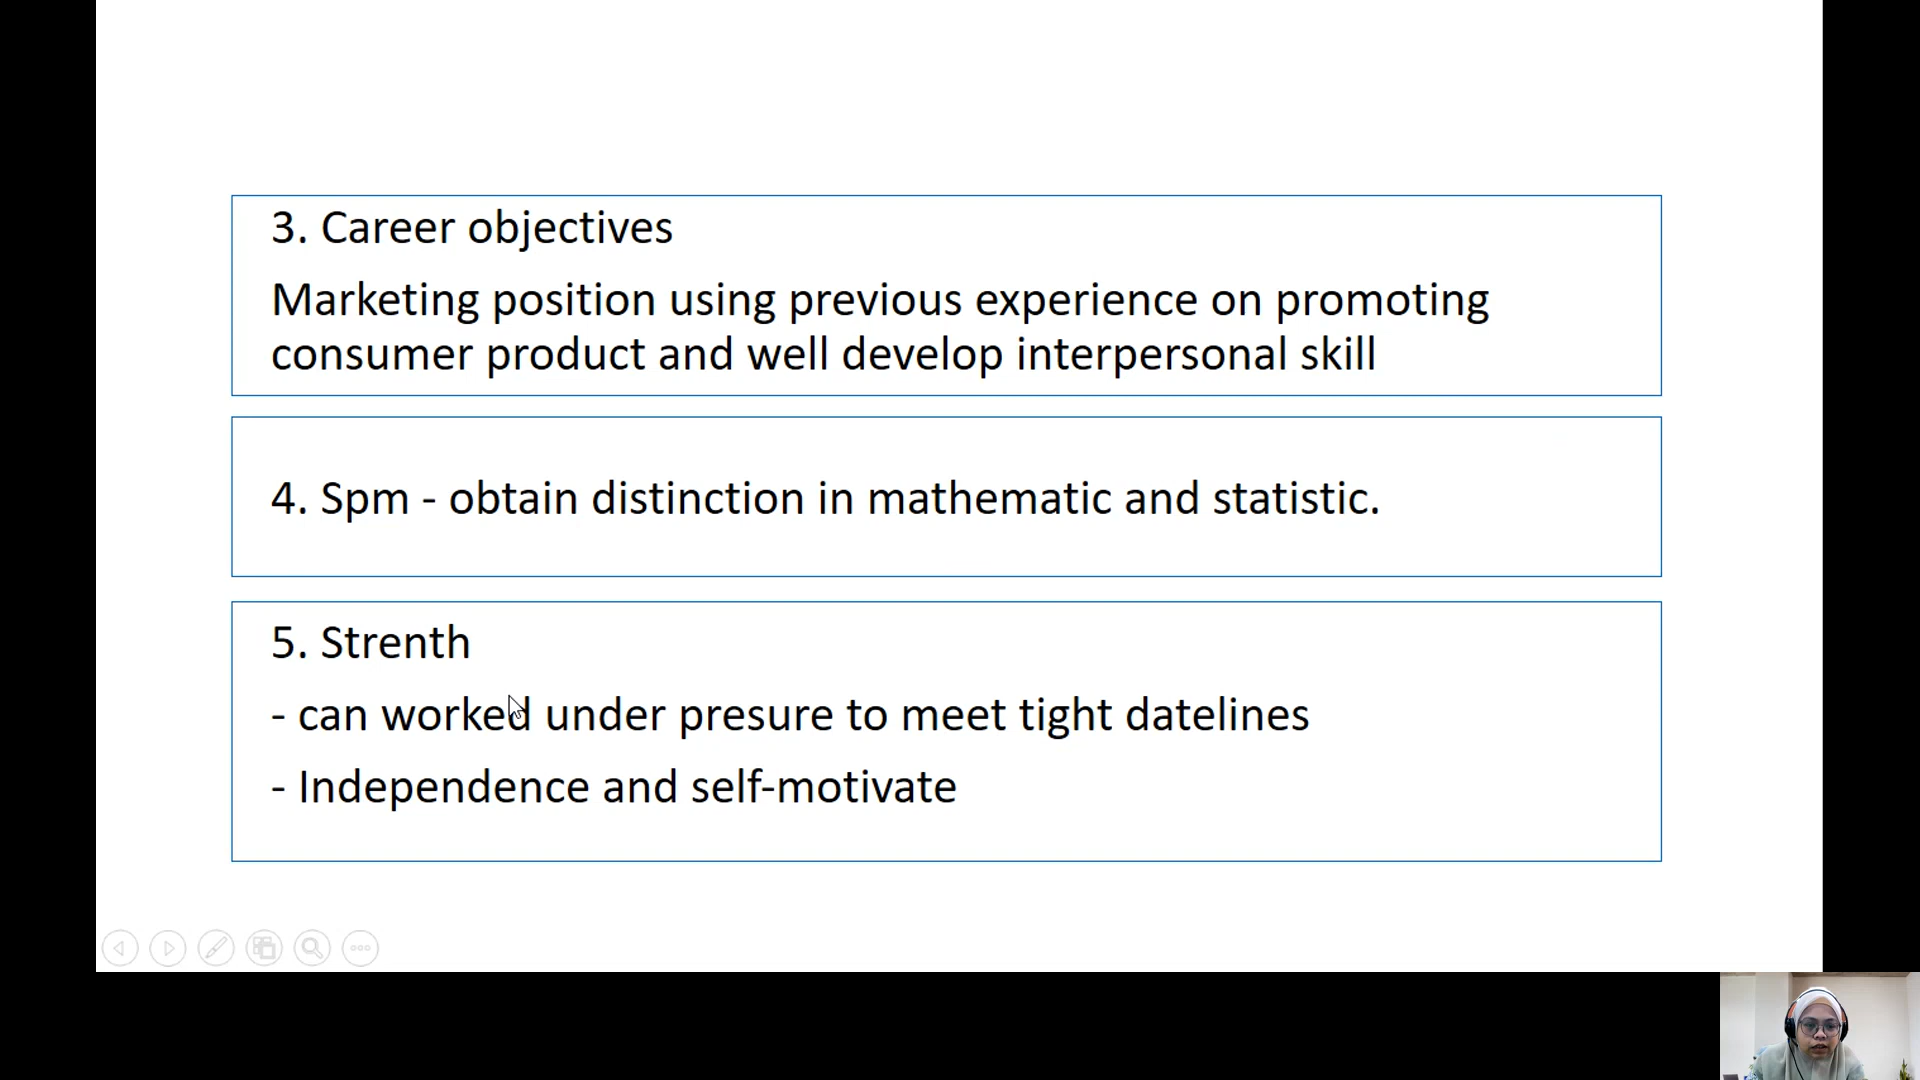 3. Career objectives
Marketing position using previous experience on promoting
consumer product and well develop interpersonal skill
4. Spm - obtain distinction in mathematic and statistic.
5. Strenth
- can worked under presure to meet tight datelines
- Independence and self-motivate